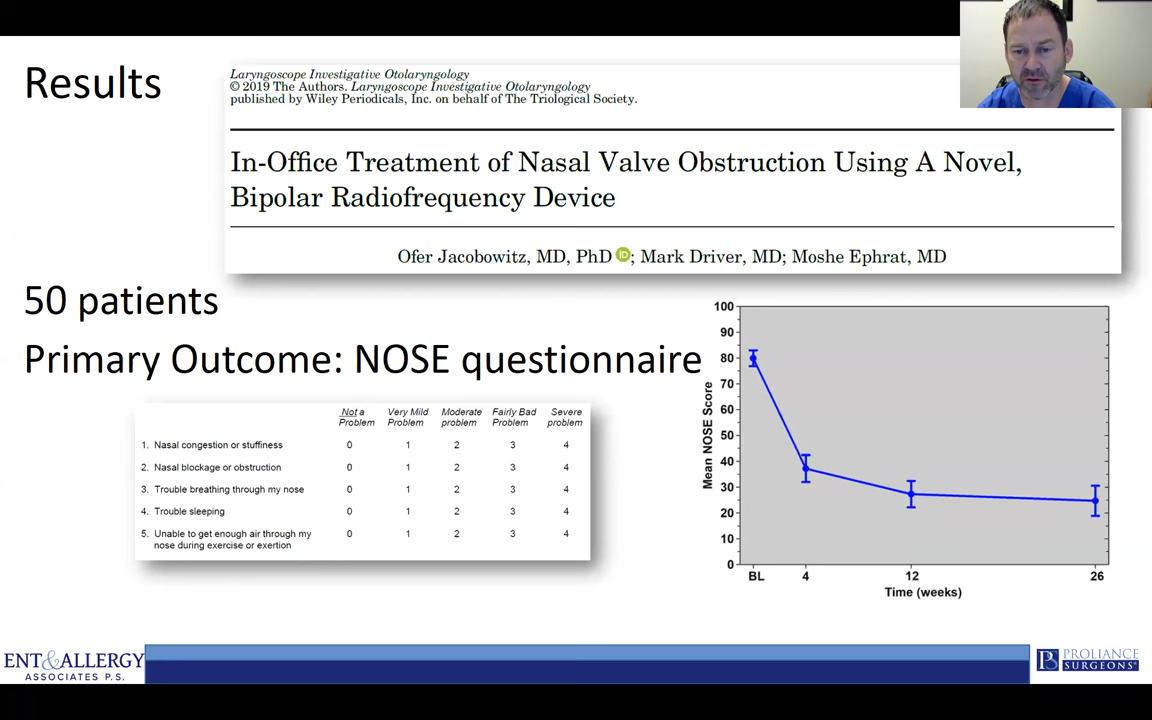 Results
Laryngoscope Investigative Otolaryngology
© 2019 The Authors. Laryngoscope Investigative Otolaryngology
published by Wiley Periodicals, Inc. on behalf of The Triological Society.
In-Office Treatment of Nasal Valve Obstruction Using A Novel,
Bipolar Radiofrequency Device
Ofer Jacobowitz, MD, PhD iD; Mark Driver, MD; Moshe Ephrat, MD
50 patients
Primary Outcome: NOSE questionnaire
Not a Very Mild Moderate Fairly Bad Severe
Problem Problem problem Problem problem
1. Nasal congestion or stuffiness 0 1 2 3 4
2. Nasal blockage or obstruction 0 1 2 3 4
3. Trouble breathing through my nose 0 1 2 3 4
4. Trouble sleeping 0 1 2 3 4
5. Unable to get enough air through my 0 1 2 3 4
nose during exercise or exertion
Mean NOSE Score
100
90
80
70
60
50
40
30
20
10
0
BL 4 12 26
Time (weeks)
ENT&ALLERGY
ASSOCIATES P.S.
PS PROLIANCE
SURGEONS®